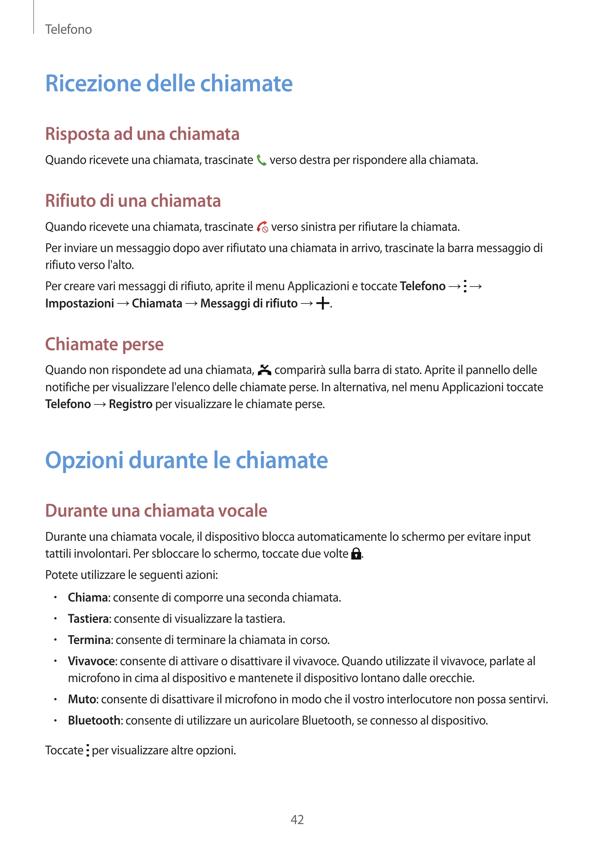 Telefono
Ricezione delle chiamate
Risposta ad una chiamata
Quando ricevete una chiamata, trascinate verso destra per rispondere alla chiamata.
Rifiuto di una chiamata
Quando ricevete una chiamata, trascinate verso sinistra per rifiutare la chiamata.
Per inviare un messaggio dopo aver rifiutato una chiamata in arrivo, trascinate la barra messaggio di
rifiuto verso l'alto.
Per creare vari messaggi di rifiuto, aprite il menu Applicazioni e toccate Telefono → →
Impostazioni → Chiamata → Messaggi di rifiuto → .
Chiamate perse
Quando non rispondete ad una chiamata, comparirà sulla barra di stato. Aprite il pannello delle
notifiche per visualizzare l'elenco delle chiamate perse. In alternativa, nel menu Applicazioni toccate
Telefono → Registro per visualizzare le chiamate perse.
Opzioni durante le chiamate
Durante una chiamata vocale
Durante una chiamata vocale, il dispositivo blocca automaticamente lo schermo per evitare input
tattili involontari. Per sbloccare lo schermo, toccate due volte .
Potete utilizzare le seguenti azioni:
• Chiama: consente di comporre una seconda chiamata.
• Tastiera: consente di visualizzare la tastiera.
• Termina: consente di terminare la chiamata in corso.
• Vivavoce: consente di attivare o disattivare il vivavoce. Quando utilizzate il vivavoce, parlate al
microfono in cima al dispositivo e mantenete il dispositivo lontano dalle orecchie.
• Muto: consente di disattivare il microfono in modo che il vostro interlocutore non possa sentirvi.
• Bluetooth: consente di utilizzare un auricolare Bluetooth, se connesso al dispositivo.
Toccate per visualizzare altre opzioni.
42